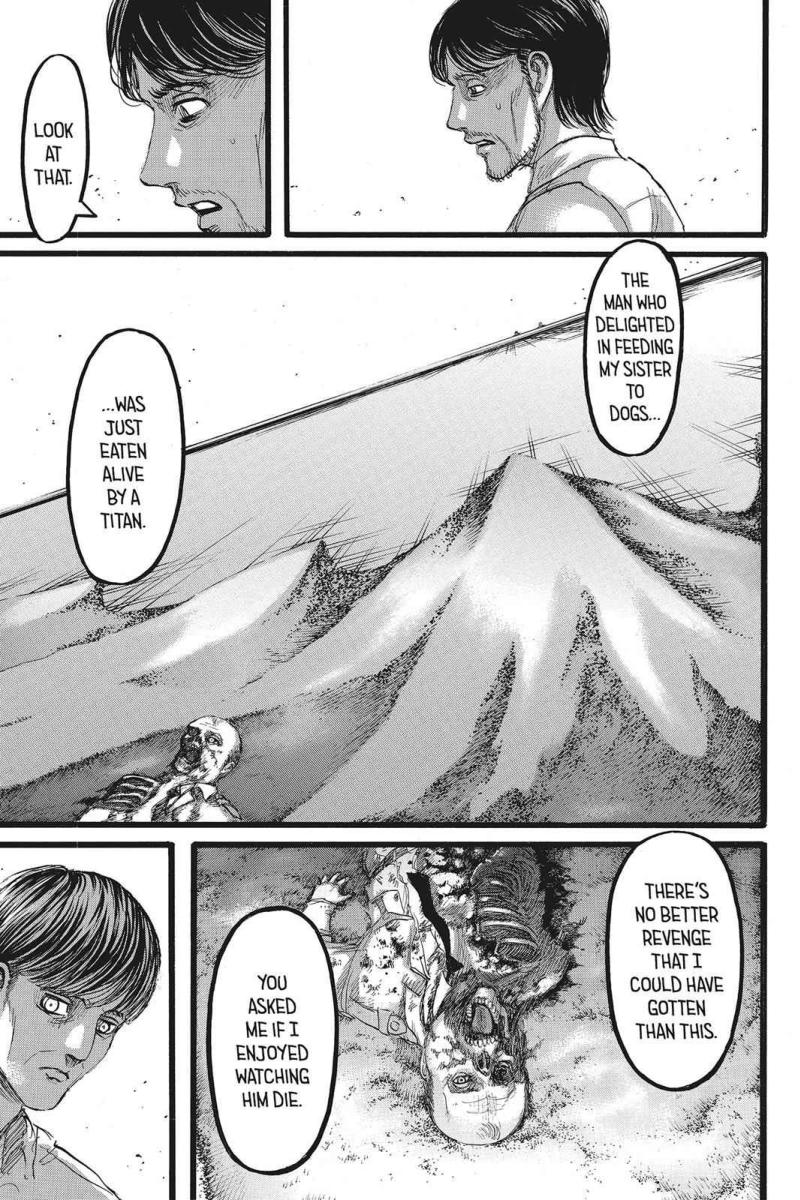 LOOK
AT
THAT.
THE
MAN WHO
DELIGHTED
IN FEEDING
MY SISTER
TO
DOGS...
...WAS
JUST
EATEN
ALIVE
BY A
TITAN.
THERE'S
NO BETTER
REVENGE
THAT I
COULD HAVE
GOTTEN
THAN THIS.
YOU
ASKED
ME IF I
ENJOYED
WATCHING
HIM DIE.